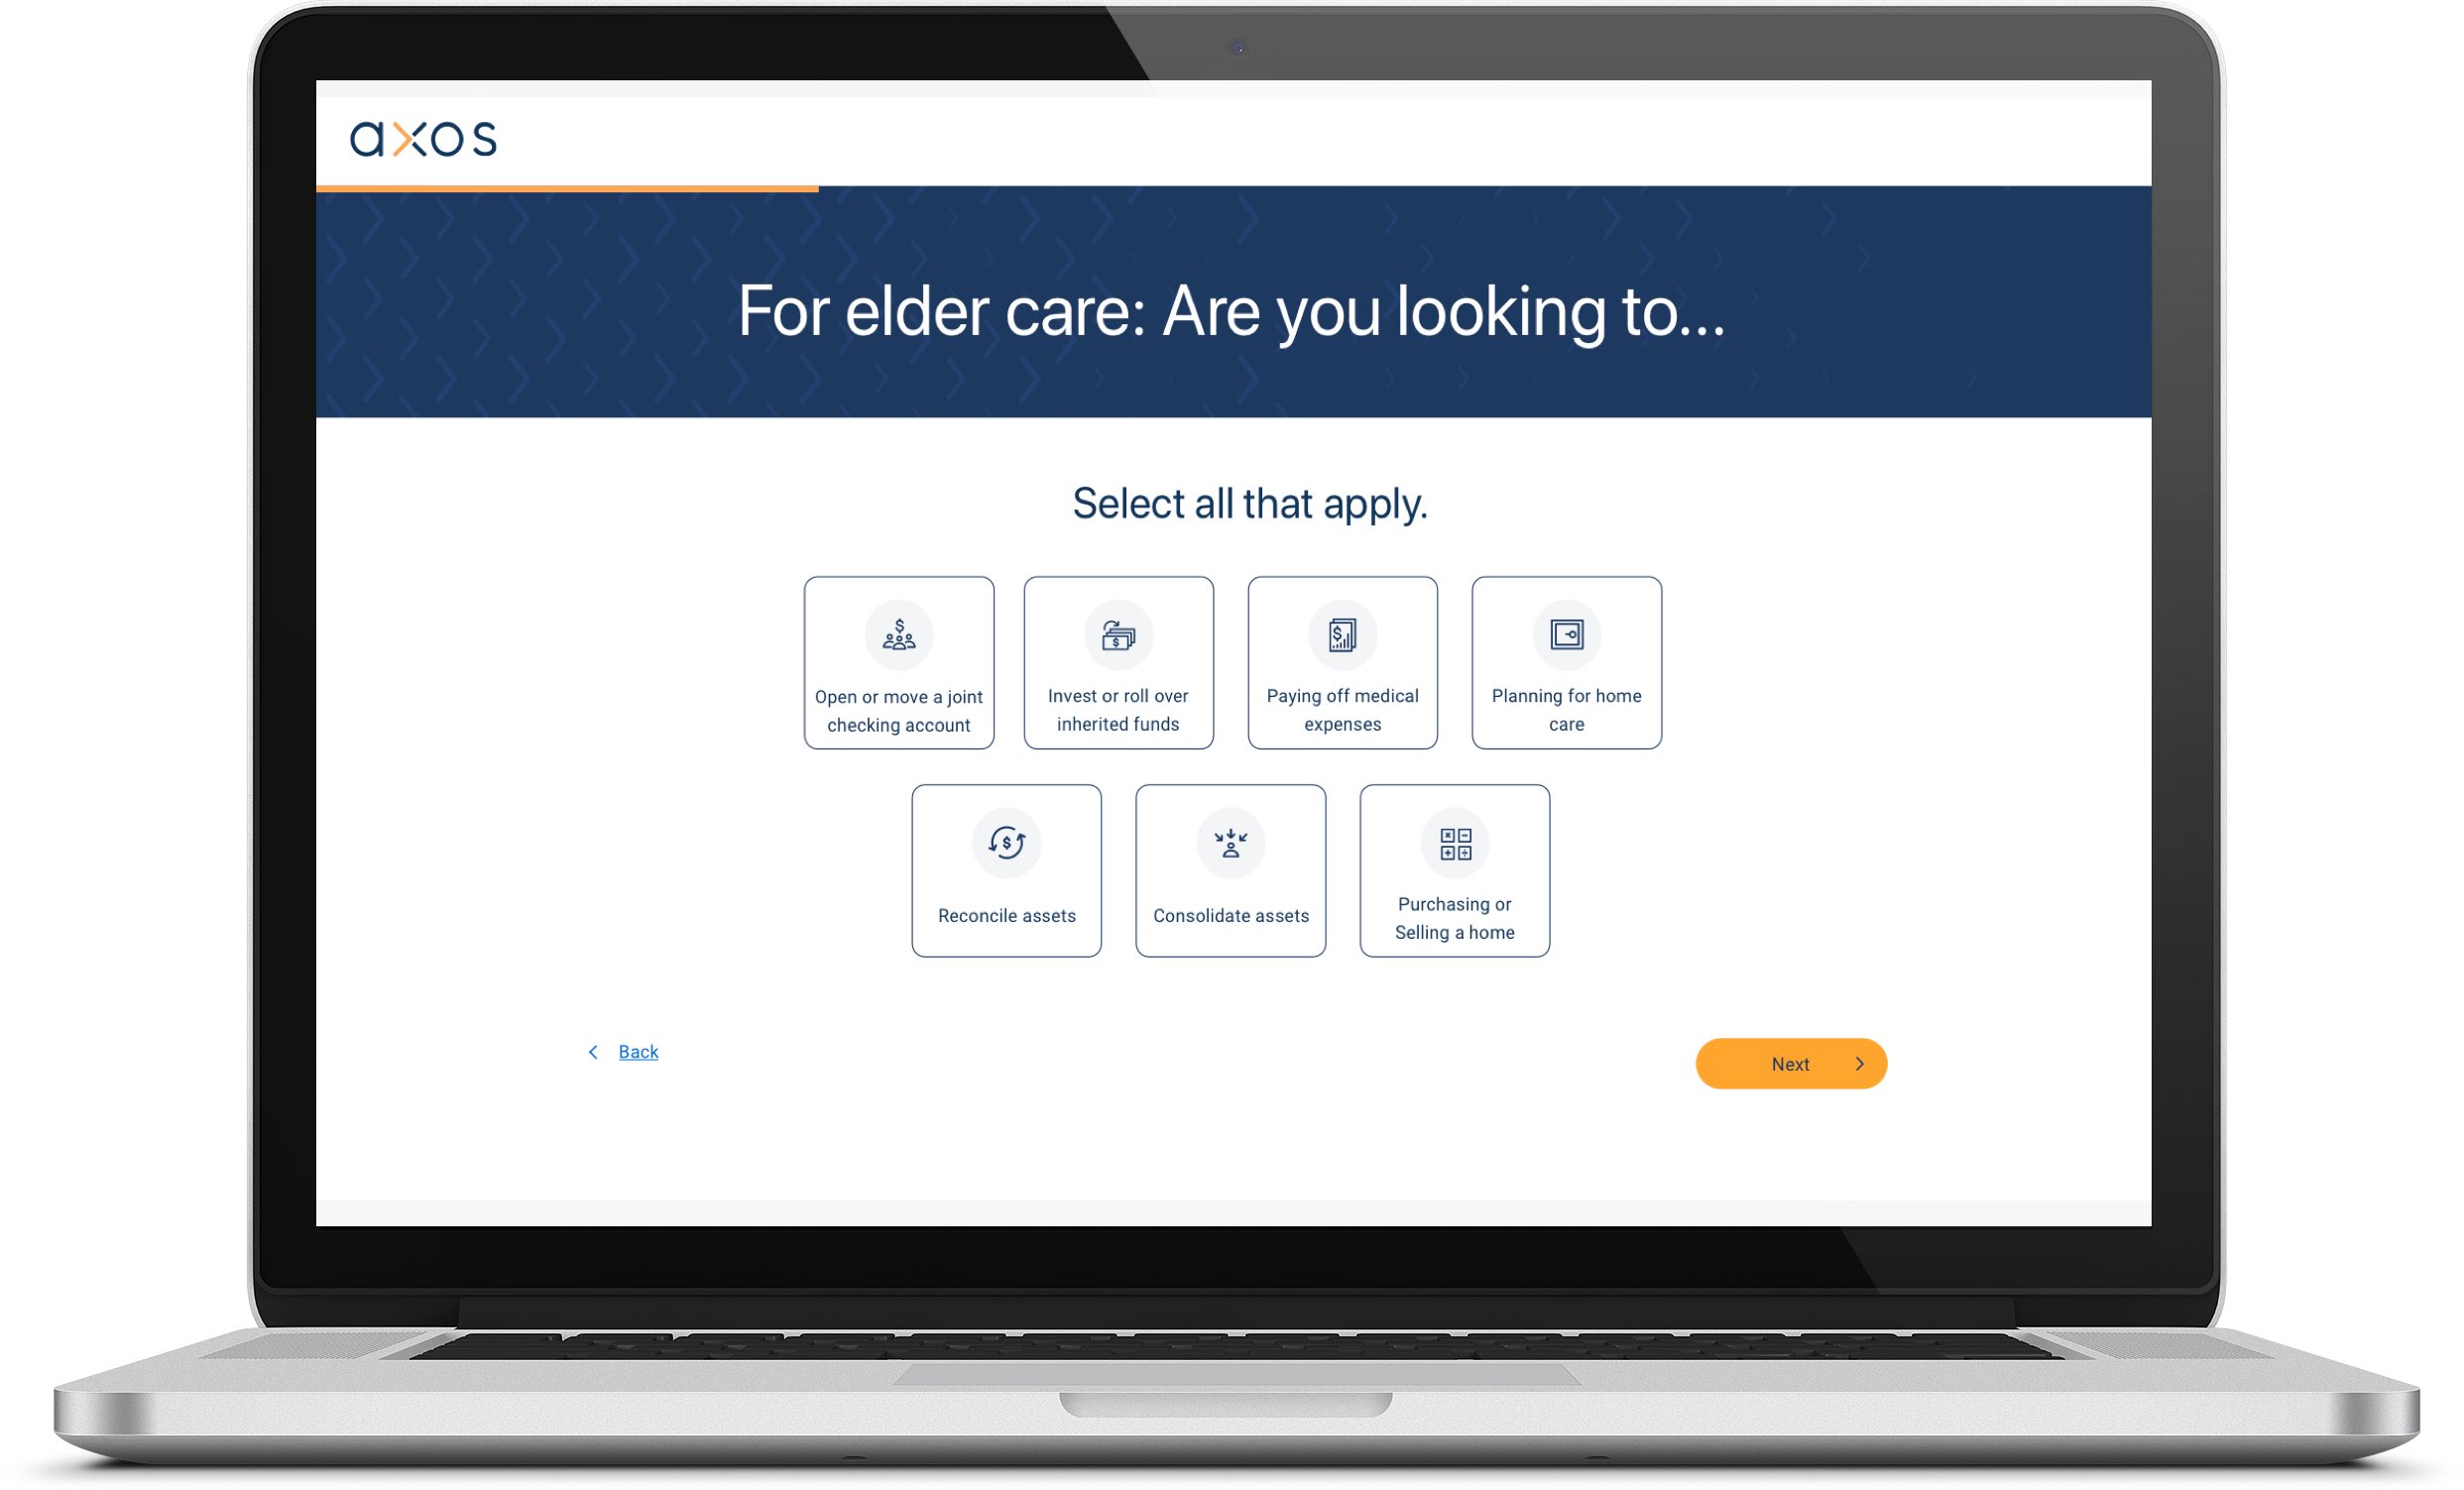 axos
For elder care: Are you looking to...
Select all that apply.
Open or move a joint
checking account
Invest or roll over
inherited funds
Paying off medical
expenses
Planning for home
care
Reconcile assets
Consolidate assets
Purchasing or
Selling a home
Back
Next